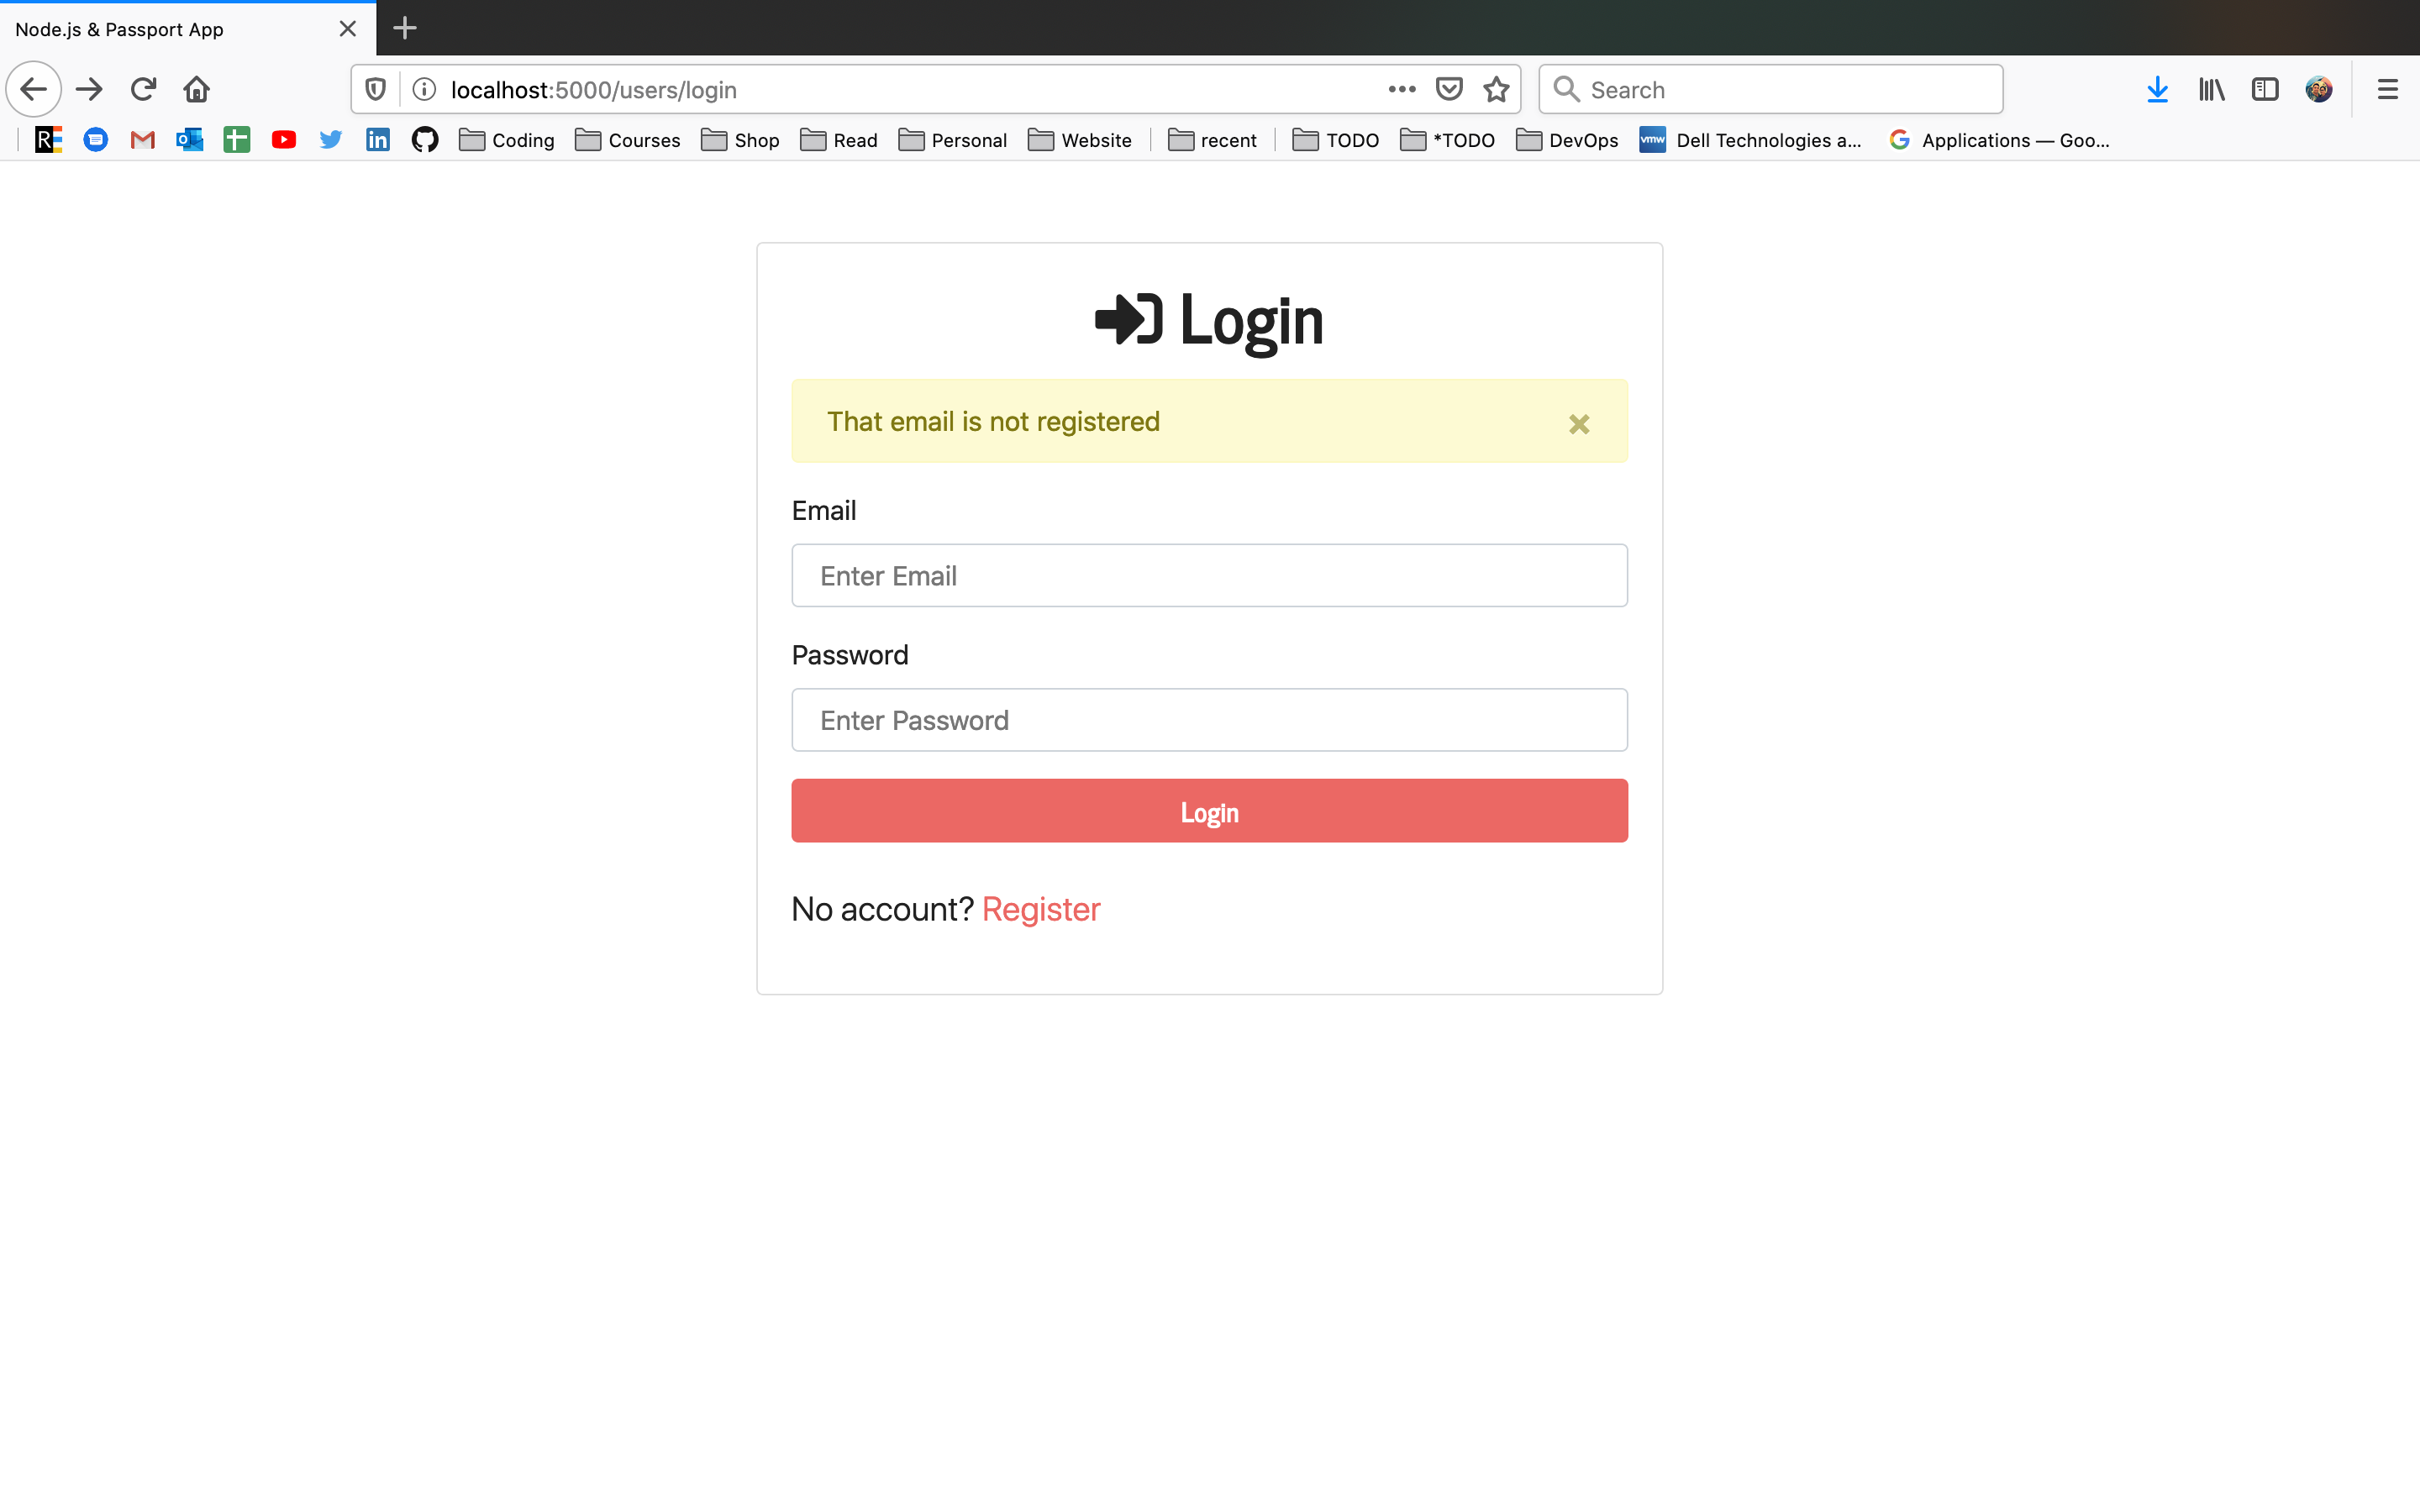 Node.js & Passport App
localhost:5000/users/login
Search
Coding Courses Shop Read Personal Website recent TODO *TODO DevOps vmw Dell Technologies a... Applications — Goo...
Login
That email is not registered
Email
Enter Email
Password
Enter Password
Login
No account? Register